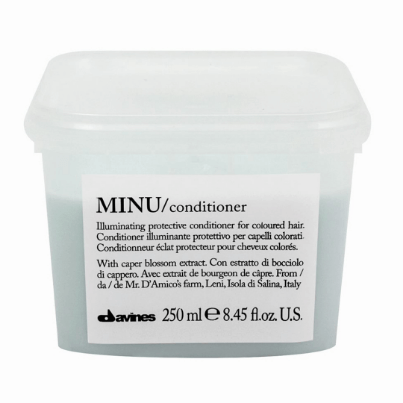 MINU/conditioner
Illuminating protective conditioner for coloured hair.
Conditioner illuminante protettivo per capelli colorati.
Conditionneur éclat protecteur pour cheveux colorés.
With caper blossom extract. Con estratto di bocciolo
di cappero. Avec extrait de bourgeon de câpre. From /
da / de Mr. D'Amico's farm, Leni, Isola di Salina, Italy
davines 250 ml e 8.45 fl. oz. U.S.